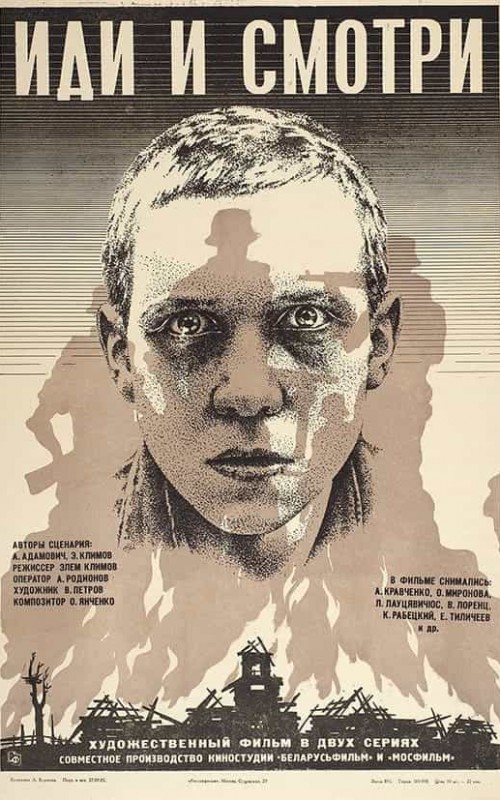 ИДИ И СМОТРИ
АВТОРЫ СЦЕНАРИЯ:
А. АДАМОВИЧ, Э. КЛИМОВ
РЕЖИССЕР ЭЛЕМ КЛИМОВ
ОПЕРАТОР А. РОДИОНОВ
ХУДОЖНИК В. ПЕТРОВ
КОМПОЗИТОР О. ЯНЧЕНКО
В ФИЛЬМЕ СНИМАЛИСЬ:
А. КРАВЧЕНКО, О. МИРОНОВА,
Л. ЛАУЦЯВИЧЮС, В. ЛОРЕНЦ,
К. РАБЕЦКИЙ, Е. ТИЛИЧЕЕВ
и др.
ХУДОЖЕСТВЕННЫЙ ФИЛЬМ В ДВУХ СЕРИЯХ
СОВМЕСТНОЕ ПРОИЗВОДСТВО КИНОСТУДИИ «БЕЛАРУСЬФИЛЬМ» И «МОСФИЛЬМ»